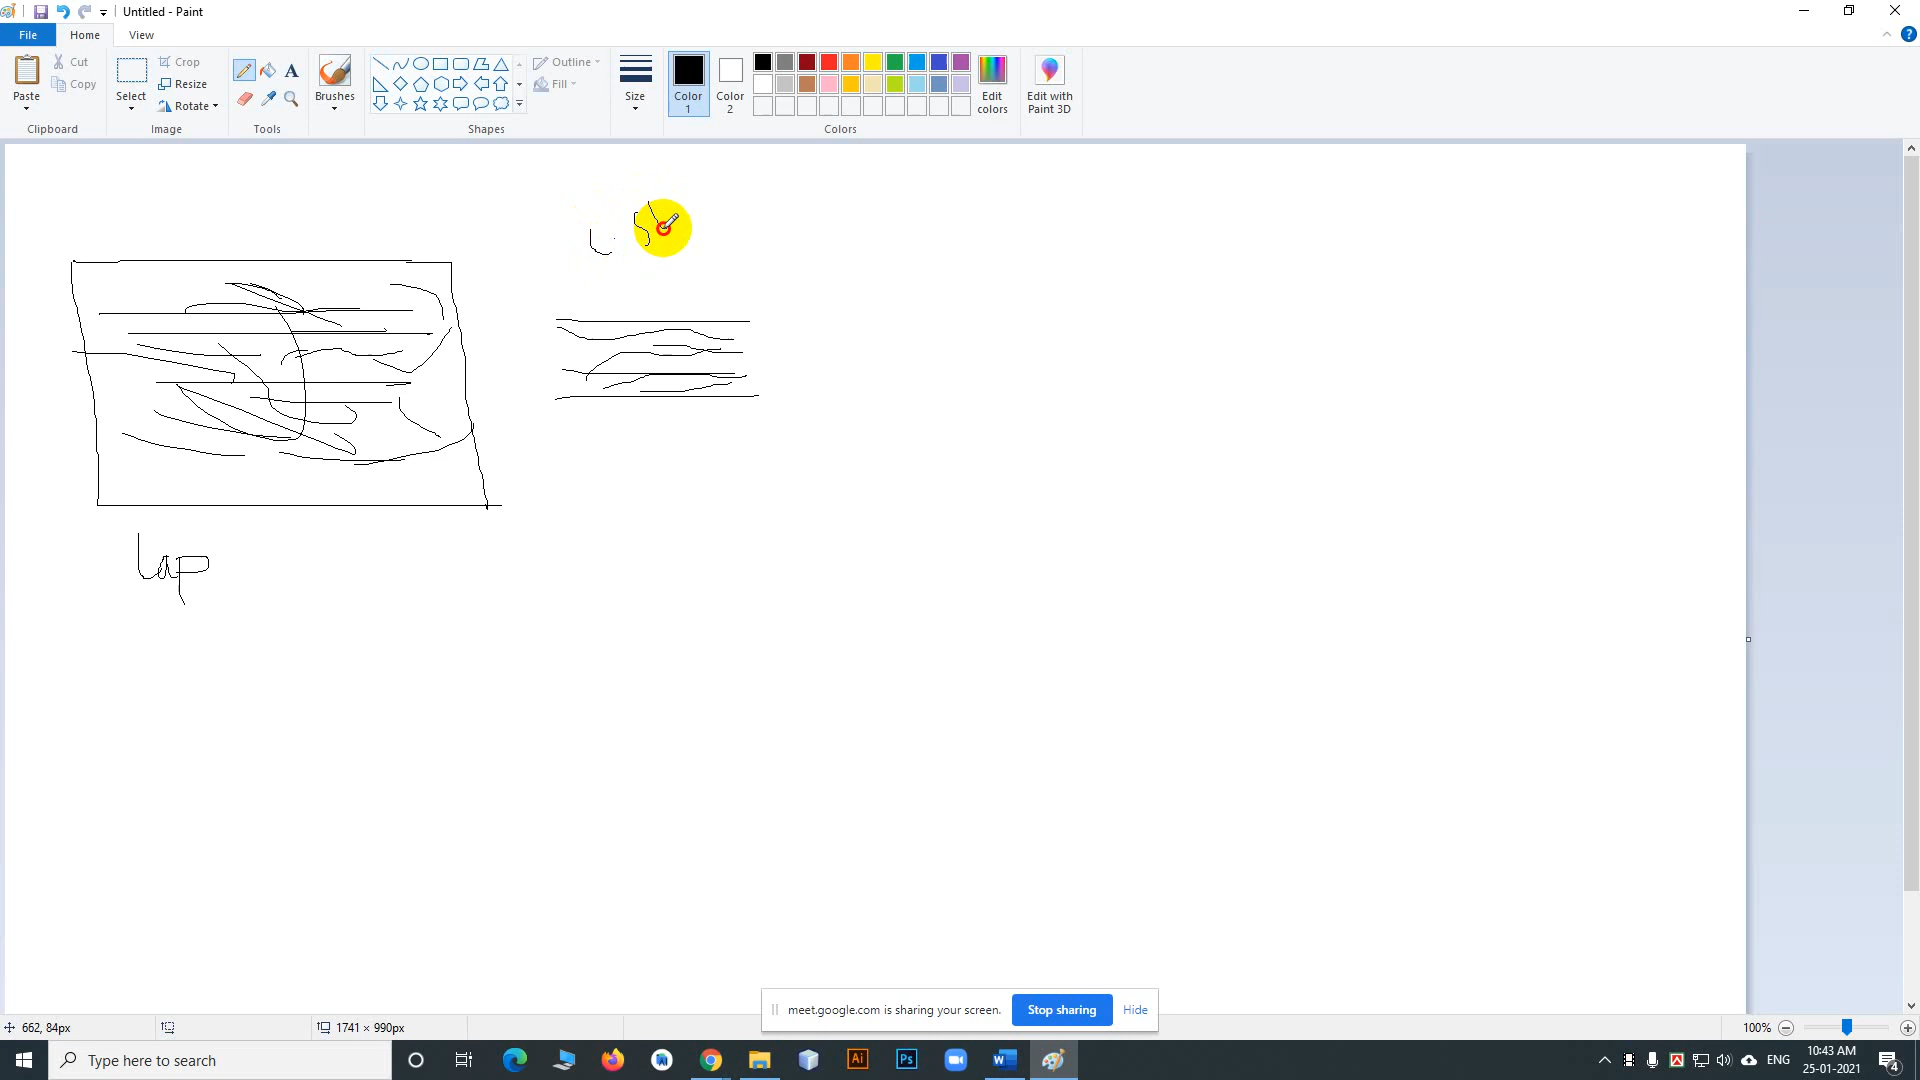 Untitled - Paint
File Home View
Paste
Cut
Copy
Clipboard
Select
Crop
Resize
Rotate
Image
Tools
Brushes
Shapes
Outline
Fill
Size
Color 1
Color 2
Colors
Edit colors
Edit with Paint 3D
Lap
meet.google.com is sharing your screen. Stop sharing Hide
662, 84px
1741 × 990px
100%
Type here to search
Ai
Ps
W
ENG
10:43 AM
25-01-2021
4